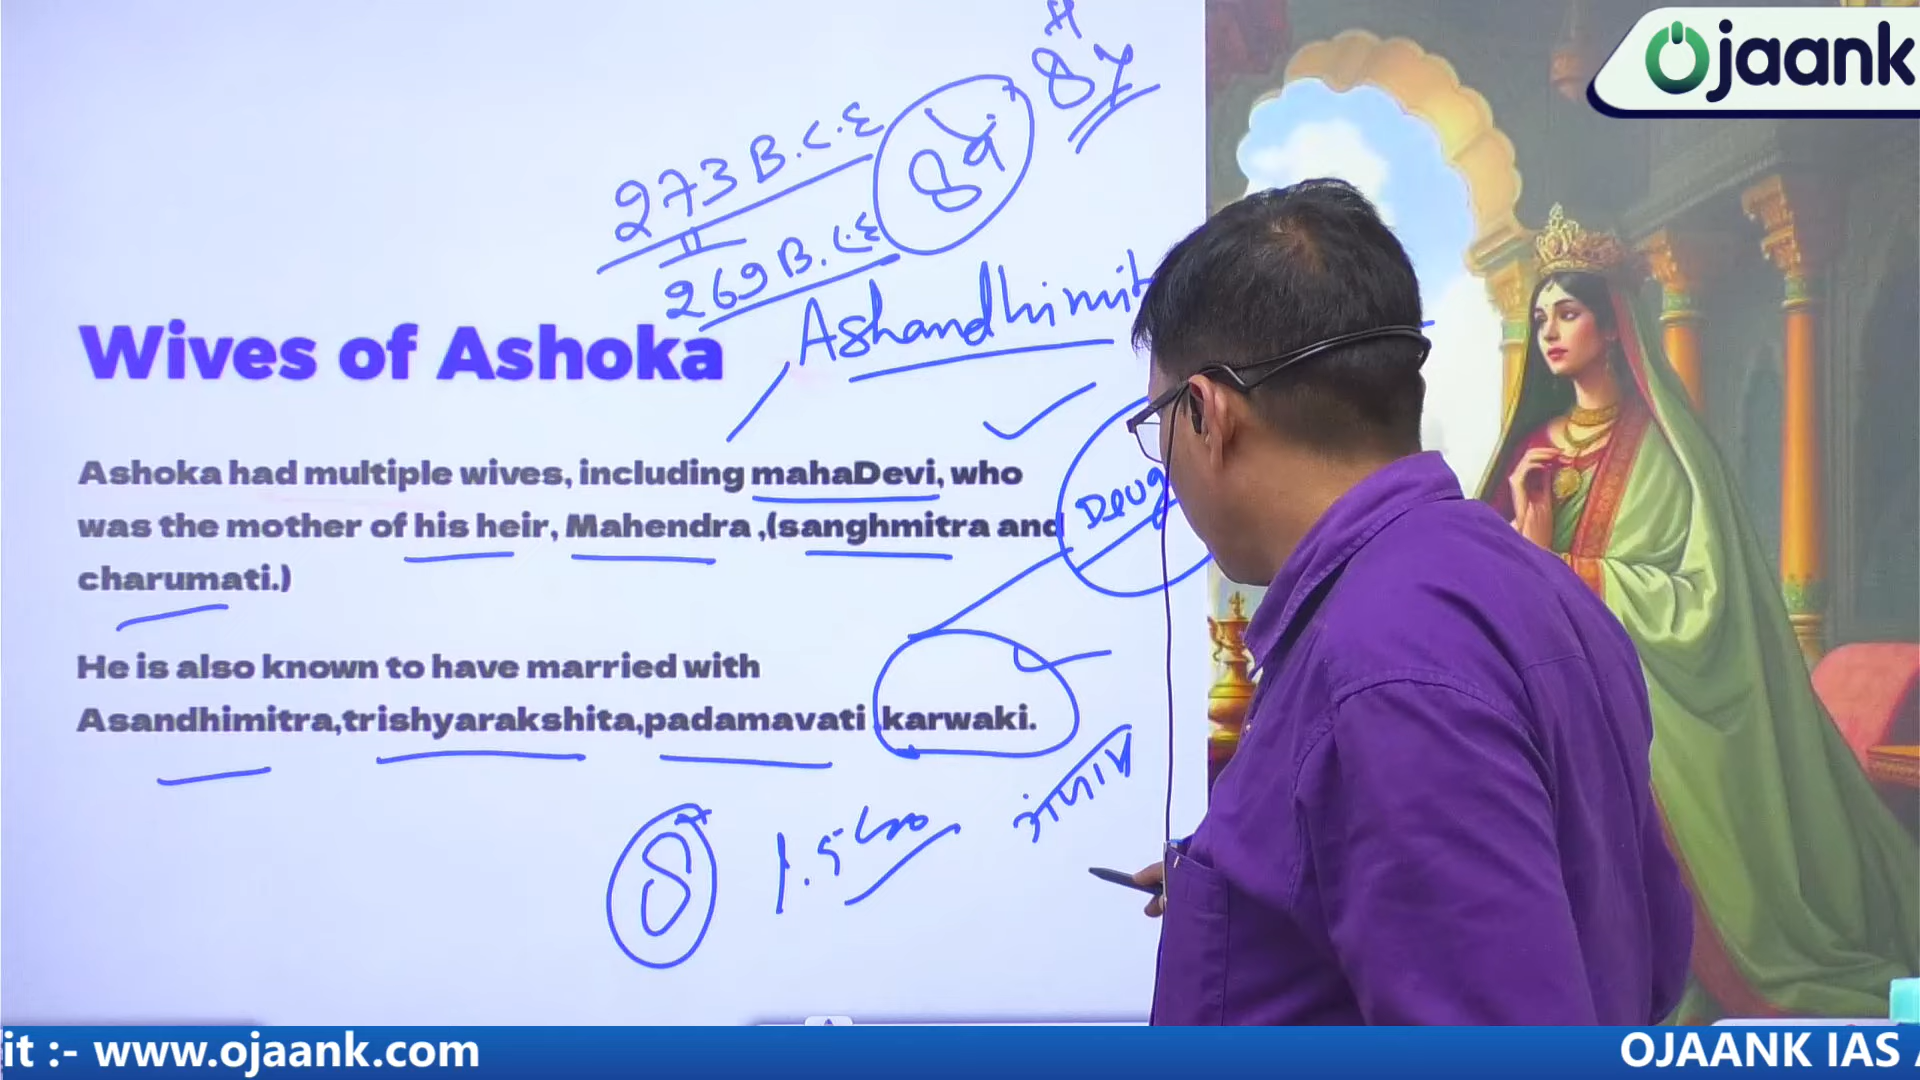 Ojaank
8 Y
273 B.C.E
269 B.C.E
Wives of Ashoka
Ashoka had multiple wives, including mahaDevi, who
was the mother of his heir, Mahendra ,(sanghmitra and
charumati.)
He is also known to have married with
Asandhimitra,trishyarakshita,padamavati karwaki.
8
it :- www.ojaank.com
OJAANK IAS